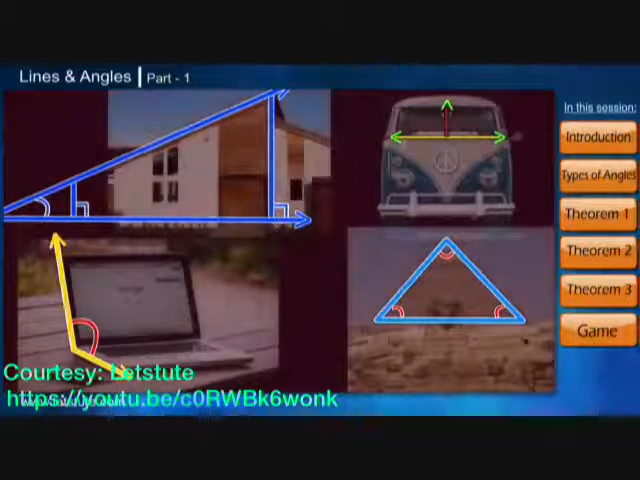 Lines & Angles | Part - 1
In this session:
Introduction
Types of Angles
Theorem 1
Theorem 2
Theorem 3
Game
Courtesy: Letstute
https://youtu.be/c0RWBk6wonk